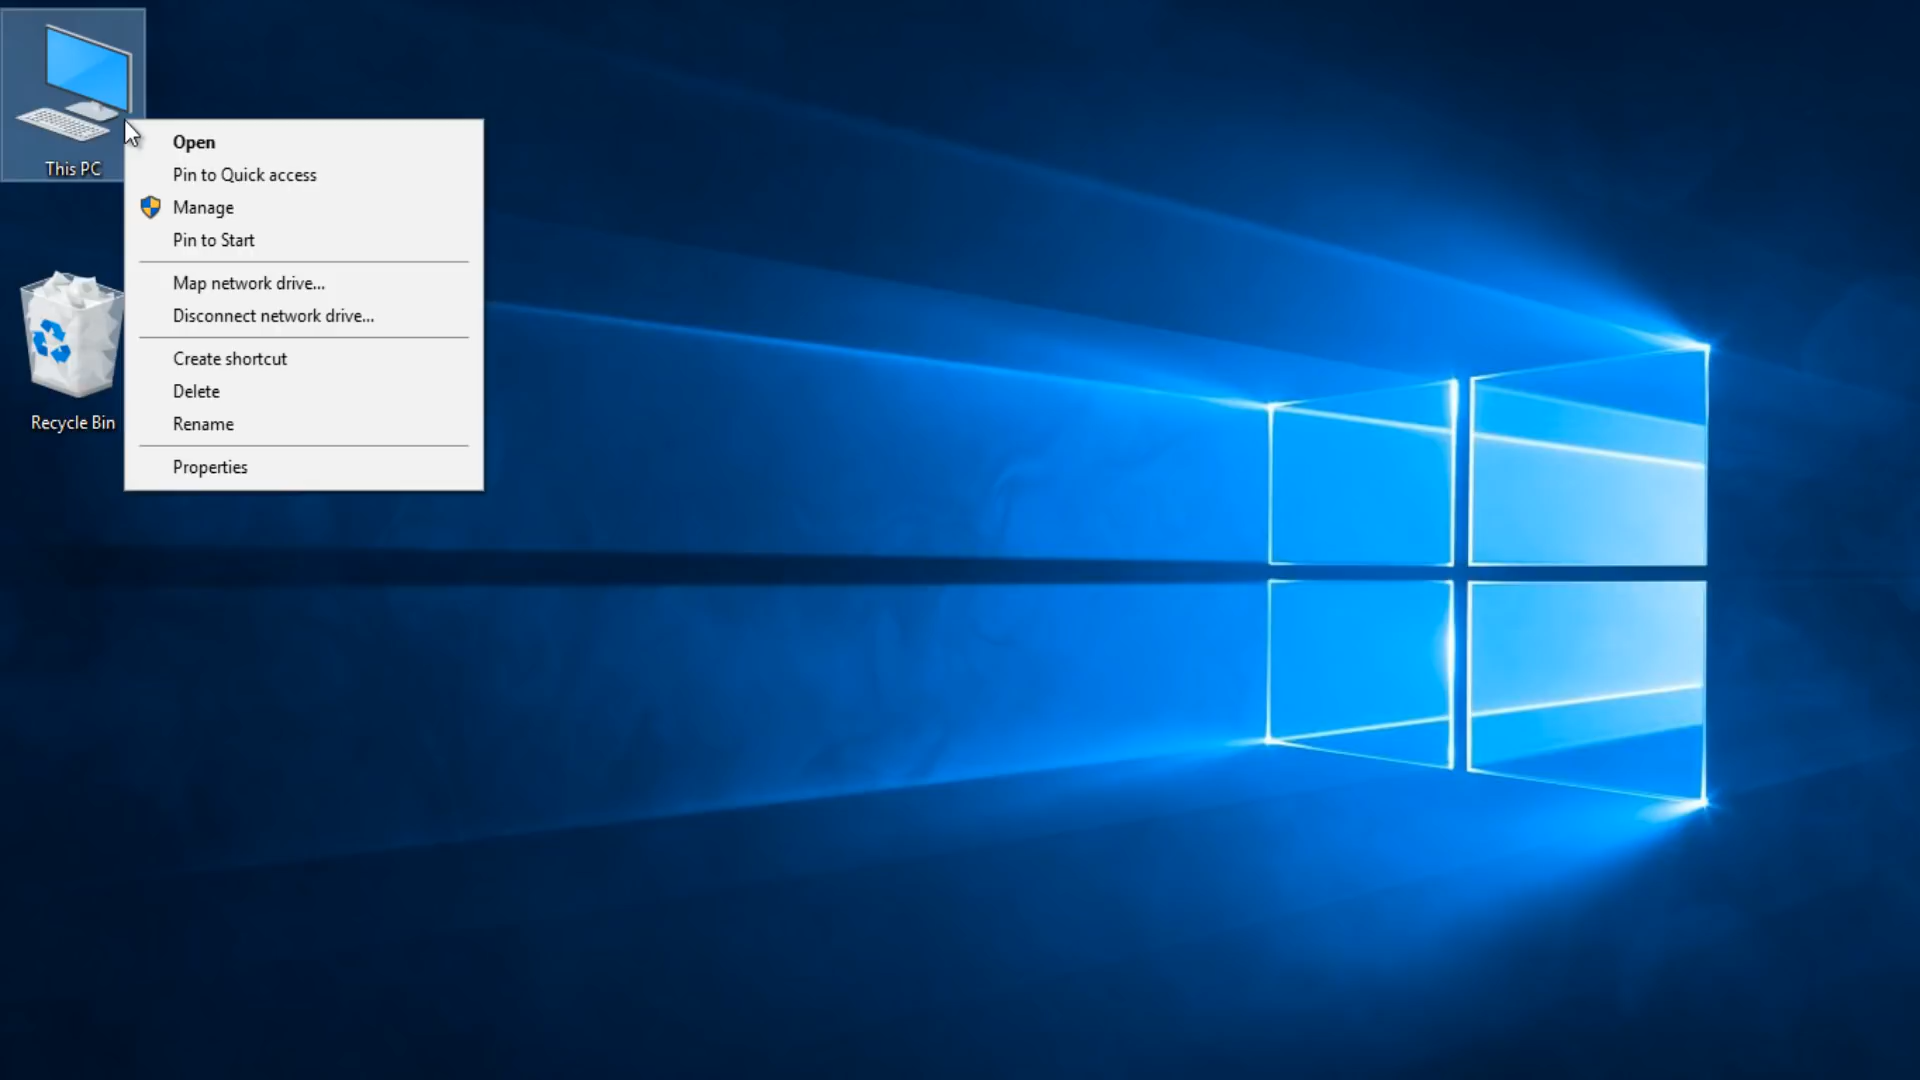 This PC
Open
Pin to Quick access
Manage
Pin to Start
Map network drive...
Disconnect network drive...
Create shortcut
Delete
Rename
Properties
Recycle Bin